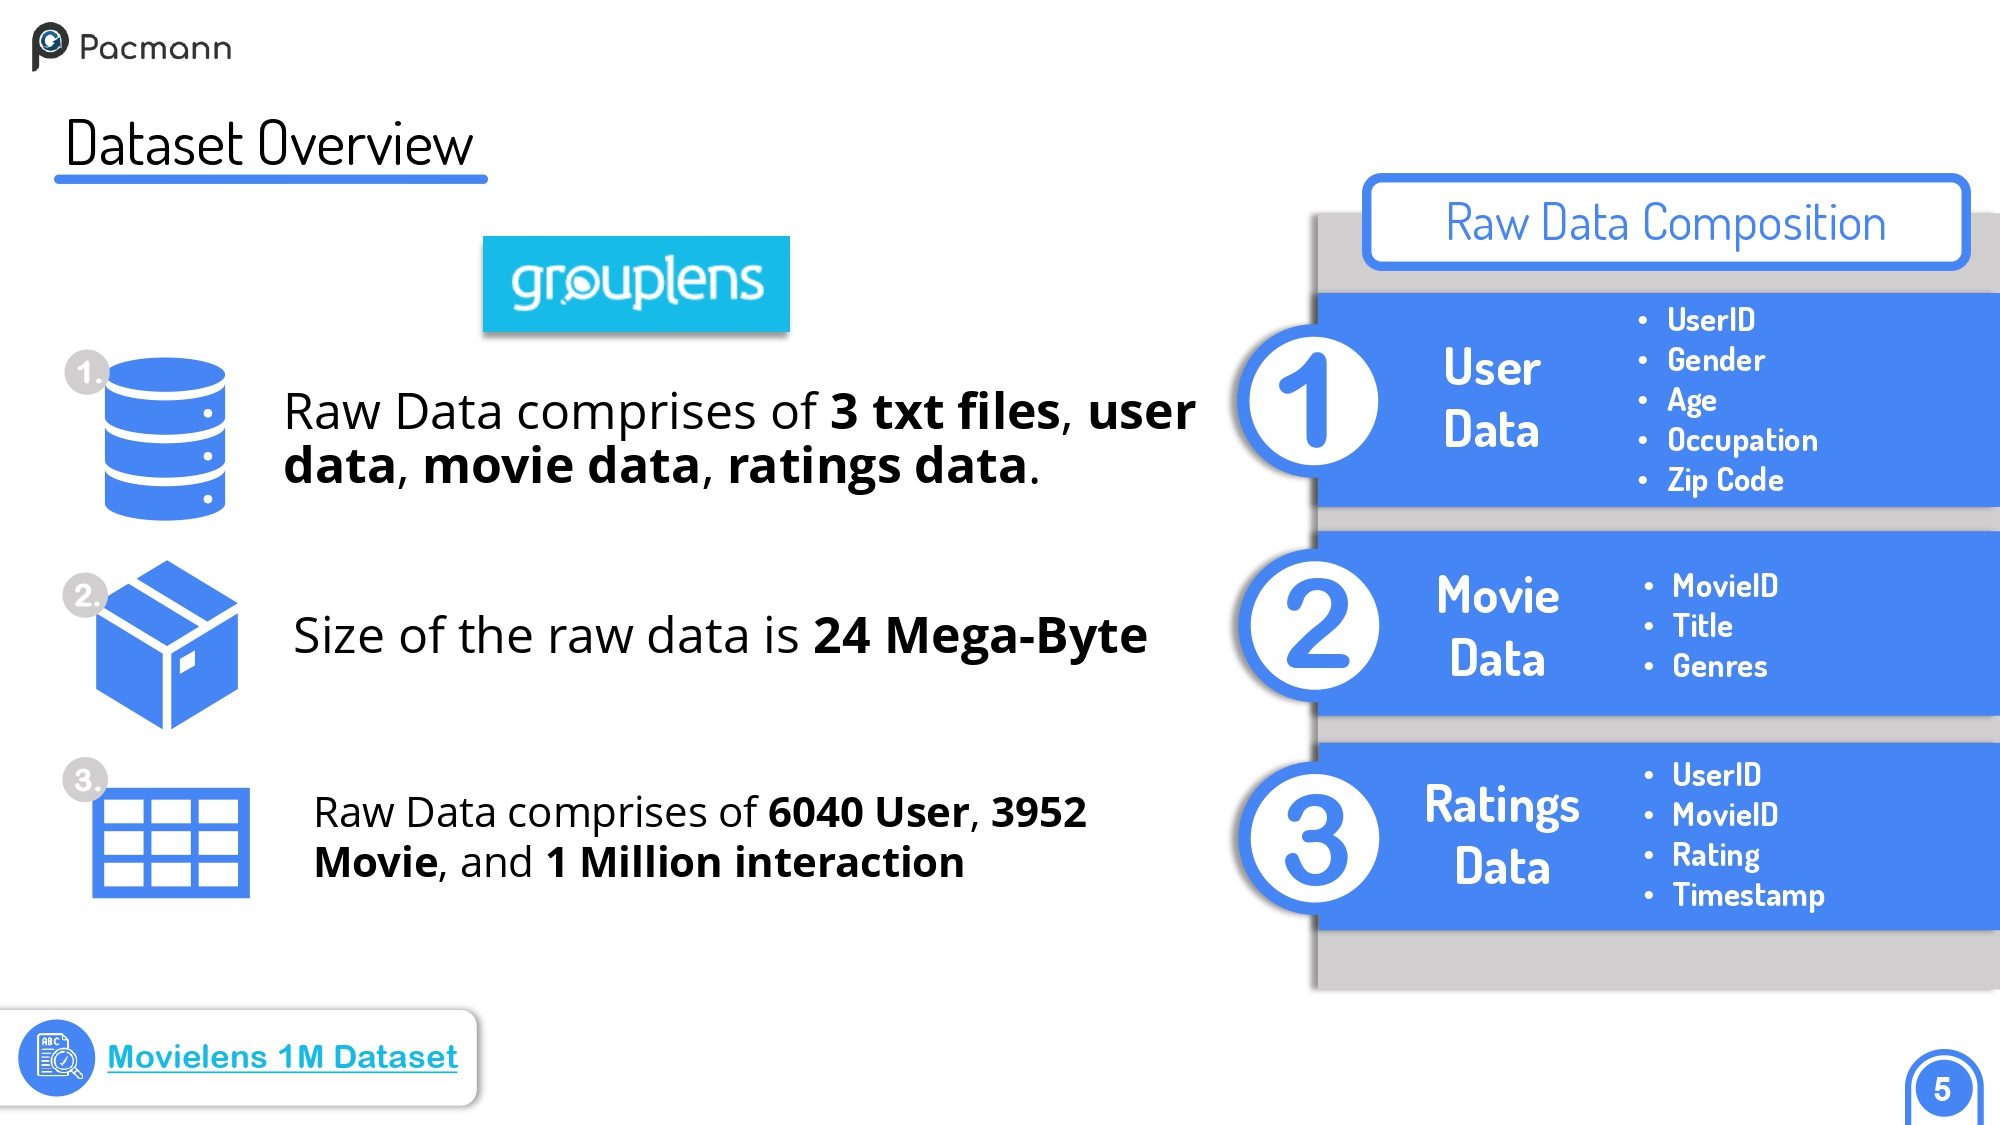 Pacmann
Dataset Overview
grouplens
1.
Raw Data comprises of 3 txt files, user
data, movie data, ratings data.
2.
Size of the raw data is 24 Mega-Byte
3.
Raw Data comprises of 6040 User, 3952
Movie, and 1 Million interaction
Raw Data Composition
1
User
Data
• UserID
• Gender
• Age
• Occupation
• Zip Code
2
Movie
Data
• MovieID
• Title
• Genres
3
Ratings
Data
• UserID
• MovieID
• Rating
• Timestamp
ABC
Movielens 1M Dataset
5